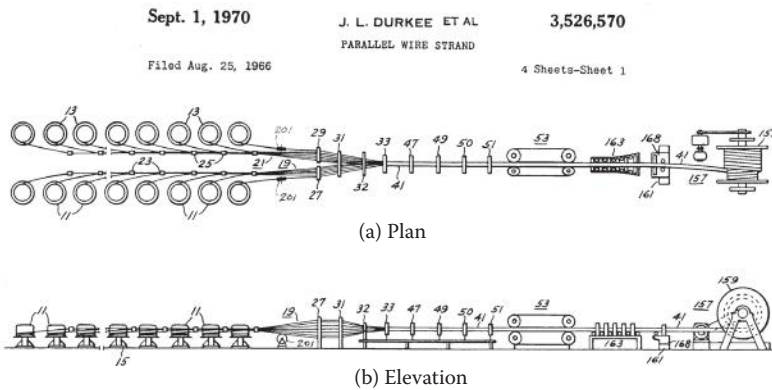 Sept. 1, 1970
J. L. DURKEE ET AL
3,526,570
PARALLEL WIRE STRAND
Filed Aug. 25, 1966
4 Sheets-Sheet 1
13 13 201 29 31 33 47 49 50 51 53 163 168 157
23 25 21 19 32 41 41 157
11 11 201 27 161
(a) Plan
11 11 19 27 31 32 33 47 49 50 41 51 53 157 159
41
15 201 163 168
161
(b) Elevation